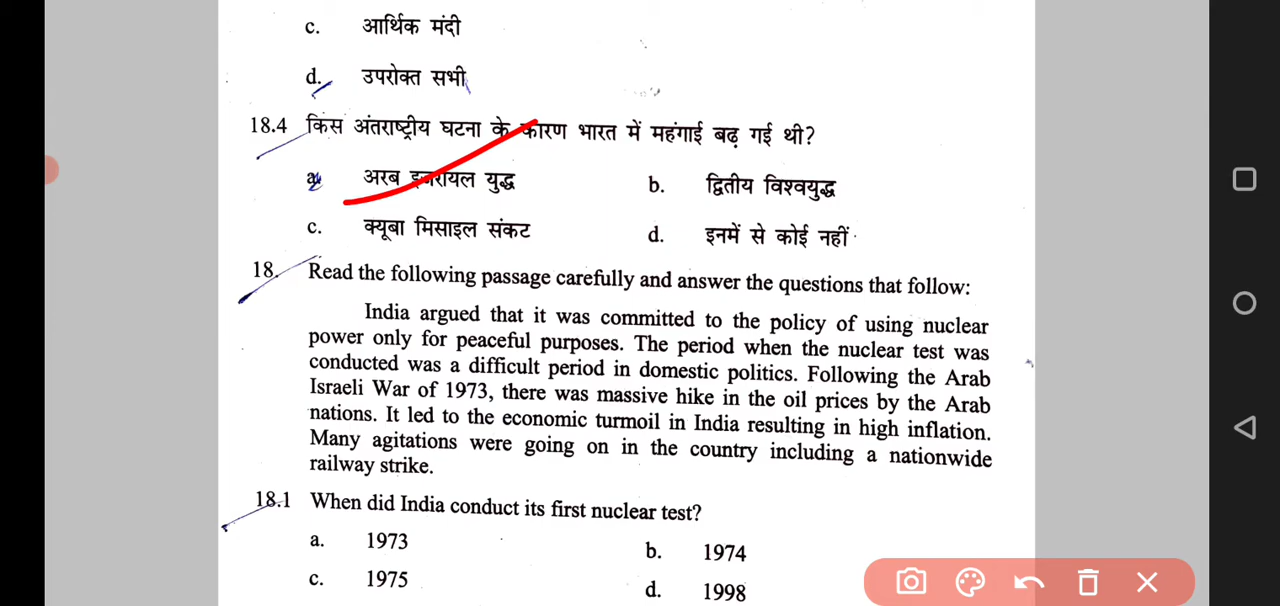 c. आर्थिक मंदी
d. उपरोक्त सभी
18.4 किस अंतराष्ट्रीय घटना के कारण भारत में महंगाई बढ़ गई थी?
a. अरब इजरायल युद्ध b. द्वितीय विश्वयुद्ध
c. क्यूबा मिसाइल संकट d. इनमें से कोई नहीं
18. Read the following passage carefully and answer the questions that follow:
India argued that it was committed to the policy of using nuclear
power only for peaceful purposes. The period when the nuclear test was
conducted was a difficult period in domestic politics. Following the Arab
Israeli War of 1973, there was massive hike in the oil prices by the Arab
nations. It led to the economic turmoil in India resulting in high inflation.
Many agitations were going on in the country including a nationwide
railway strike.
18.1 When did India conduct its first nuclear test?
a. 1973 b. 1974
c. 1975 d. 1998